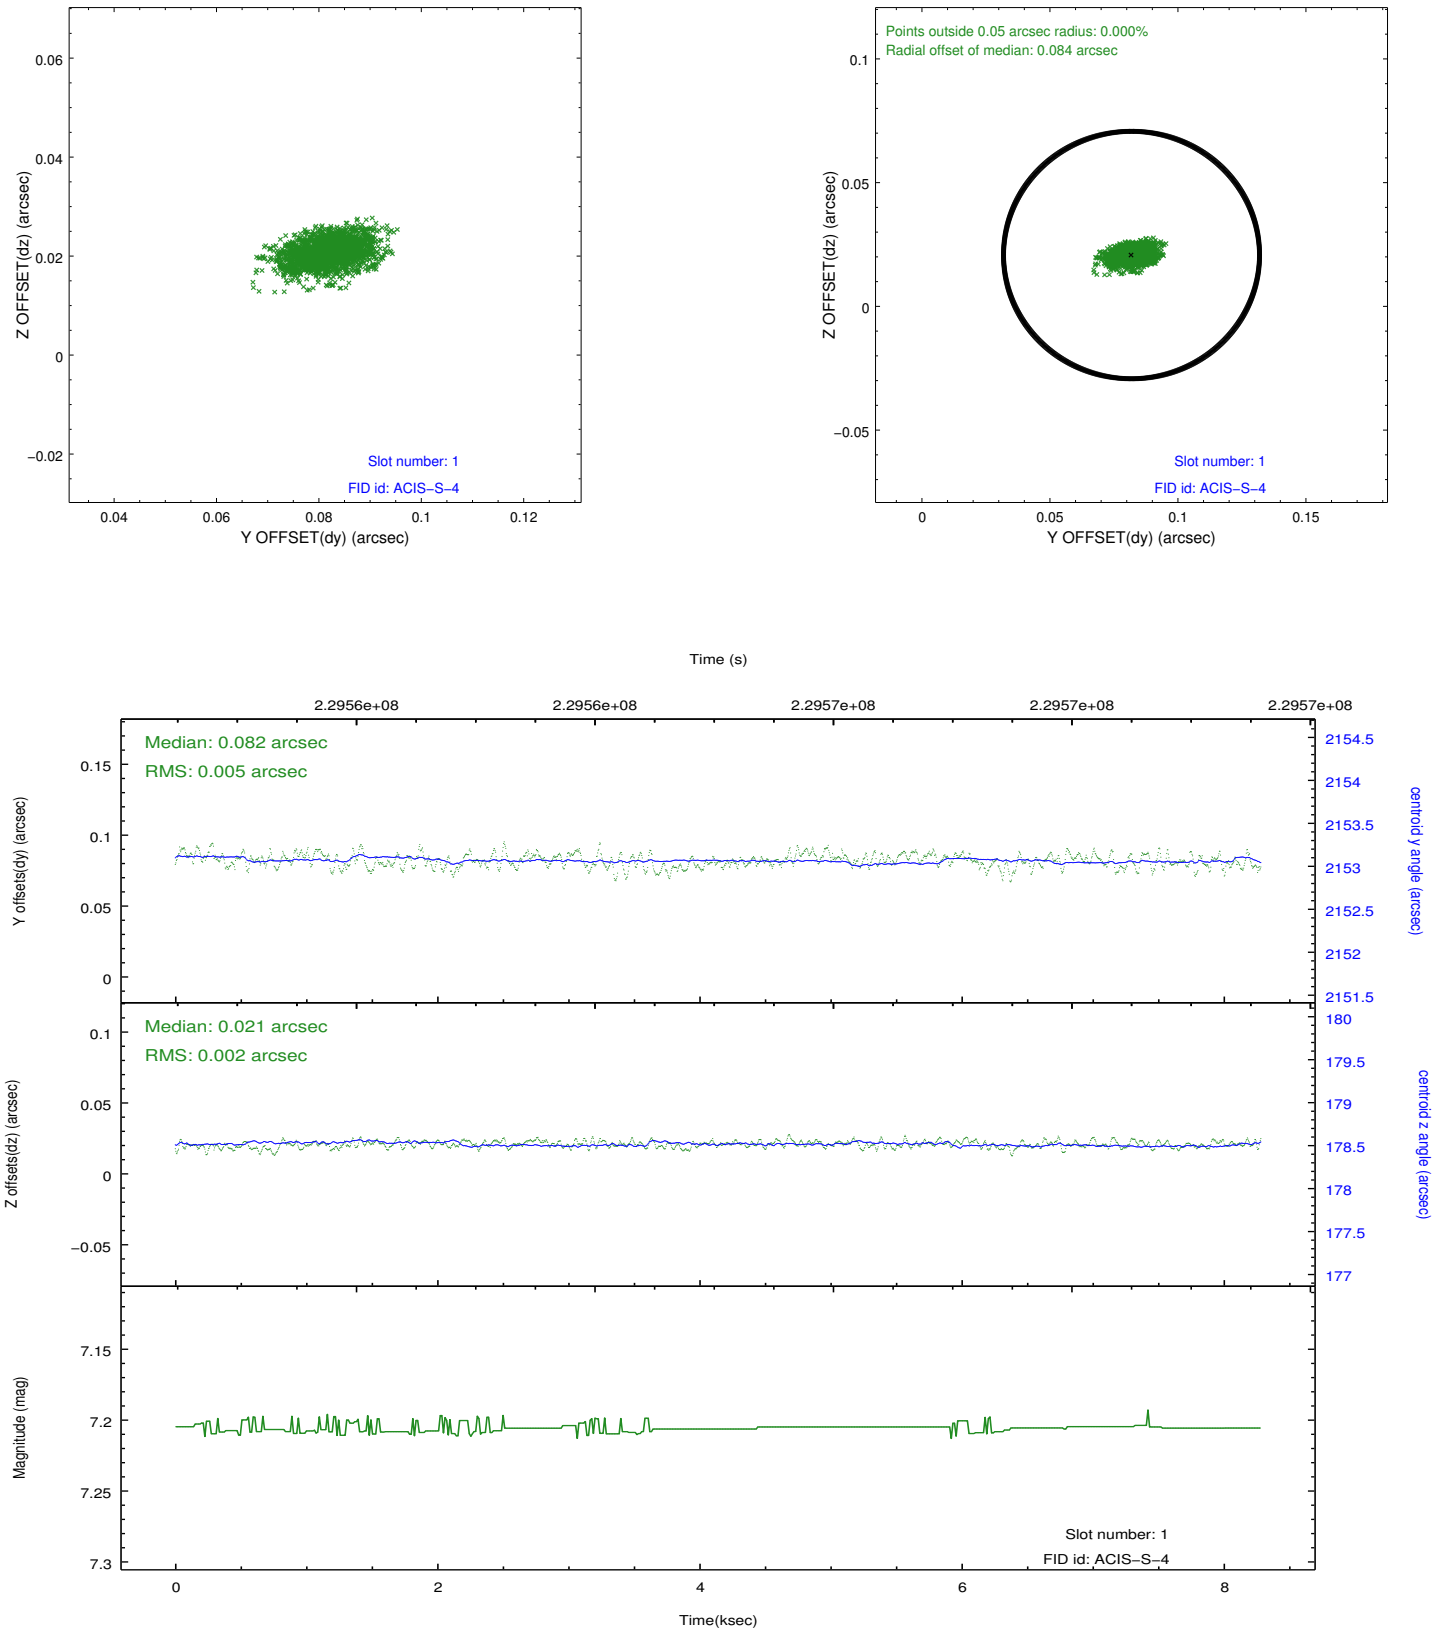 0.06
0.04
0.02
0
−0.02
0.04
0.06
0.08
0.1
0.12
Z OFFSET(dz) (arcsec)
Y OFFSET(dy) (arcsec)
Slot number: 1
FID id: ACIS−S−4
Points outside 0.05 arcsec radius: 0.000%
Radial offset of median: 0.084 arcsec
0.1
0.05
0
−0.05
0
0.05
0.1
0.15
Z OFFSET(dz) (arcsec)
Y OFFSET(dy) (arcsec)
Slot number: 1
FID id: ACIS−S−4
Time (s)
2.2956e+08
2.2956e+08
2.2957e+08
2.2957e+08
2.2957e+08
Median: 0.082 arcsec
RMS: 0.005 arcsec
0.15
0.1
0.05
0
Y offsets(dy) (arcsec)
2154.5
2154
2153.5
2153
2152.5
2152
2151.5
centroid y angle (arcsec)
Median: 0.021 arcsec
RMS: 0.002 arcsec
0.1
0.05
0
−0.05
Z offsets(dz) (arcsec)
180
179.5
179
178.5
178
177.5
177
centroid z angle (arcsec)
7.15
7.2
7.25
7.3
Magnitude (mag)
Slot number: 1
FID id: ACIS−S−4
0
2
4
6
8
Time(ksec)